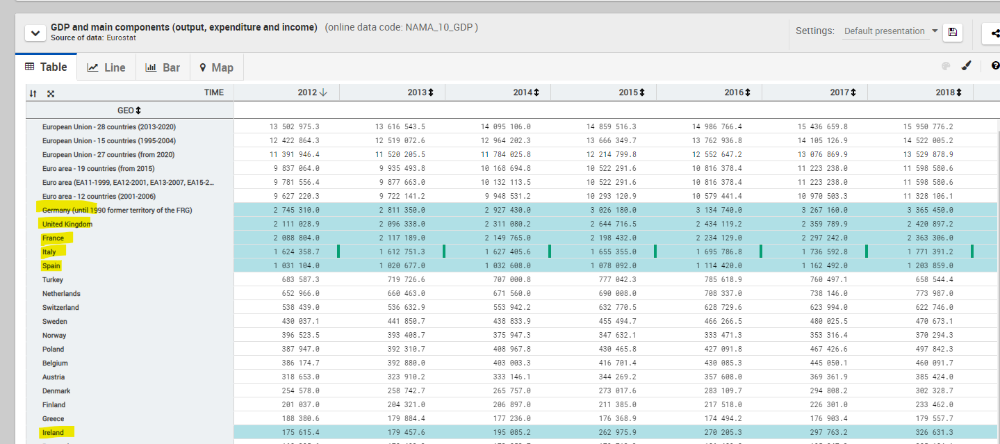 GDP and main components (output, expenditure and income) (online data code: NAMA_10_GDP )
Source of data: Eurostat
Settings: Default presentation
Table Line Bar Map
TIME 2012 2013 2014 2015 2016 2017 2018
GEO
European Union - 28 countries (2013-2020) 13 502 975.3 13 616 543.5 14 095 106.0 14 859 516.3 14 986 766.4 15 436 659.8 15 950 776.2
European Union - 15 countries (1995-2004) 12 422 864.3 12 519 072.6 12 964 202.3 13 666 349.7 13 762 936.8 14 105 126.9 14 522 005.2
European Union - 27 countries (from 2020) 11 391 946.4 11 520 205.5 11 784 025.8 12 214 799.8 12 552 647.2 13 076 869.9 13 529 878.9
Euro area - 19 countries (from 2015) 9 837 064.0 9 935 493.8 10 168 694.8 10 522 291.6 10 816 378.4 11 223 238.0 11 598 580.6
Euro area (EA11-1999, EA12-2001, EA13-2007, EA15-2... 9 781 556.4 9 877 663.0 10 132 113.5 10 522 291.6 10 816 378.4 11 223 238.0 11 598 580.6
Euro area - 12 countries (2001-2006) 9 627 220.3 9 722 141.2 9 948 531.2 10 293 120.9 10 579 441.4 10 970 503.3 11 328 106.1
Germany (until 1990 former territory of the FRG) 2 745 310.0 2 811 350.0 2 927 430.0 3 026 180.0 3 134 740.0 3 267 160.0 3 365 450.0
United Kingdom 2 111 028.9 2 096 338.0 2 311 080.2 2 644 716.5 2 434 119.2 2 359 789.9 2 420 897.2
France 2 088 804.0 2 117 189.0 2 149 765.0 2 198 432.0 2 234 129.0 2 297 242.0 2 363 306.0
Italy 1 624 358.7 1 612 751.3 1 627 405.6 1 655 355.0 1 695 786.8 1 736 592.8 1 771 391.2
Spain 1 031 104.0 1 020 677.0 1 032 608.0 1 078 092.0 1 114 420.0 1 162 492.0 1 203 859.0
Turkey 683 587.3 719 726.6 707 000.8 777 042.3 785 618.9 760 497.1 658 544.4
Netherlands 652 966.0 660 463.0 671 560.0 690 008.0 708 337.0 738 146.0 773 987.0
Switzerland 538 439.0 536 632.9 553 942.2 632 770.5 628 729.6 623 994.0 622 746.0
Sweden 430 037.1 441 850.7 438 833.9 455 494.7 466 266.5 480 025.5 470 673.1
Norway 396 523.5 393 408.7 375 947.3 347 632.1 333 471.3 353 316.4 370 294.3
Poland 387 947.0 392 310.7 408 967.8 430 465.8 427 091.8 467 426.6 497 842.3
Belgium 386 174.7 392 880.0 403 003.3 416 701.4 430 085.3 445 050.1 460 091.7
Austria 318 653.0 323 910.2 333 146.1 344 269.2 357 608.0 369 361.9 385 424.0
Denmark 254 578.0 258 742.7 265 757.0 273 017.6 283 109.7 294 808.2 302 328.7
Finland 201 037.0 204 321.0 206 897.0 211 385.0 217 518.0 226 301.0 233 462.0
Greece 188 380.6 179 884.4 177 236.0 176 368.9 174 494.2 176 903.4 179 557.7
Ireland 175 615.4 179 457.6 195 085.2 262 975.9 270 205.3 297 763.2 326 631.3